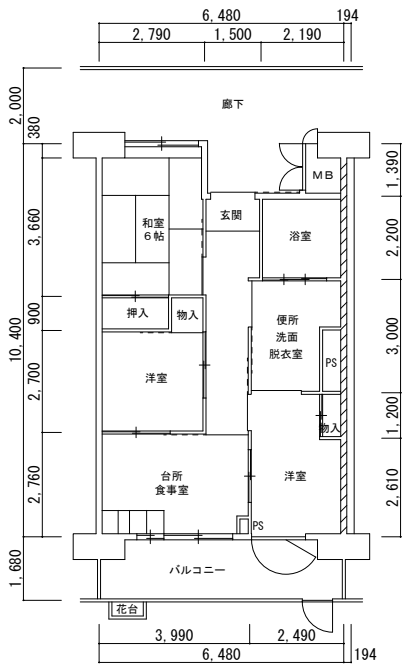 6,480
194
2,790
1,500
2,190
2,000
廊下
380
MB
1,390
玄関
和室
6帖
浴室
3,660
2,200
押入
物入
900
便所
洗面
脱衣室
PS
3,000
10,400
洋室
2,700
物入
1,200
台所
食事室
洋室
2,760
2,610
PS
バルコニー
1,680
花台
3,990
2,490
6,480
194